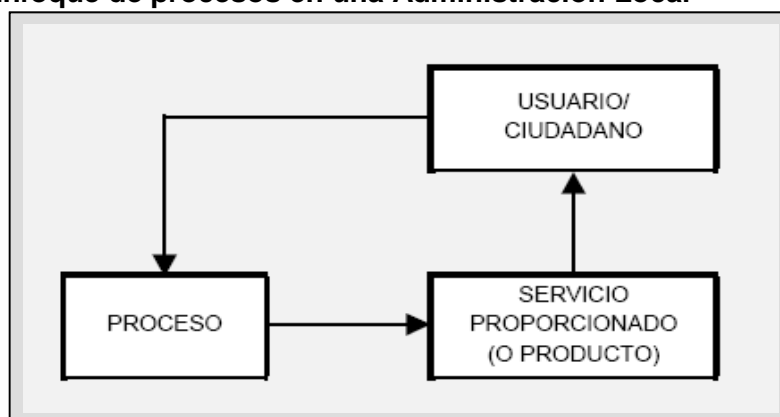 nfoque de procesos en una Administración Local
USUARIO/
CIUDADANO
PROCESO
SERVICIO
PROPORCIONADO
(O PRODUCTO)